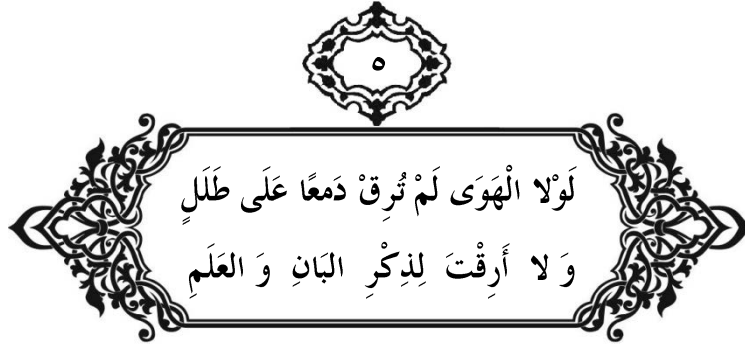 ٥
لَوْلا الْهَوَى لَمْ تُرِقْ دَمعًا عَلَى طَلَلٍ
وَ لا أَرِقْتَ لِذِكْرِ البَانِ وَ العَلَمِ